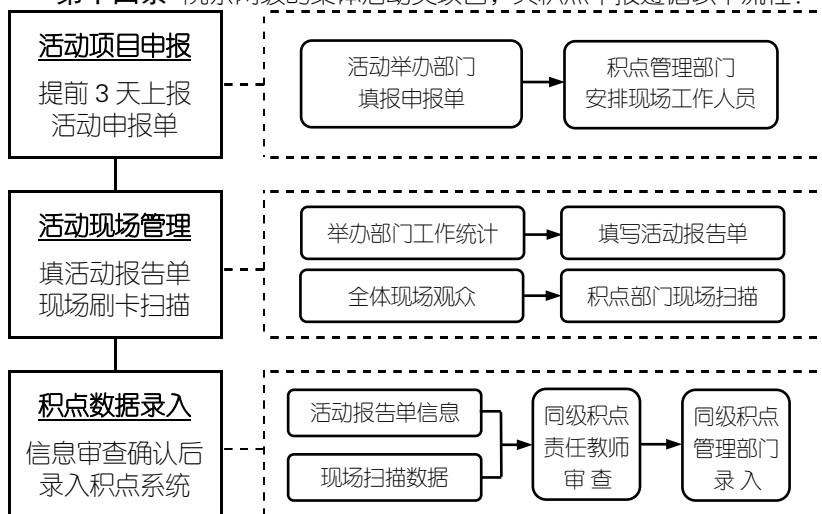 活动项目申报
提前 3 天上报
活动申报单
活动举办部门
填报申报单
积点管理部门
安排现场工作人员
活动现场管理
填活动报告单
现场刷卡扫描
举办部门工作统计
填写活动报告单
全体现场观众
积点部门现场扫描
积点数据录入
信息审查确认后
录入积点系统
活动报告单信息
现场扫描数据
同级积点
责任教师
审 查
同级积点
管理部门
录 入